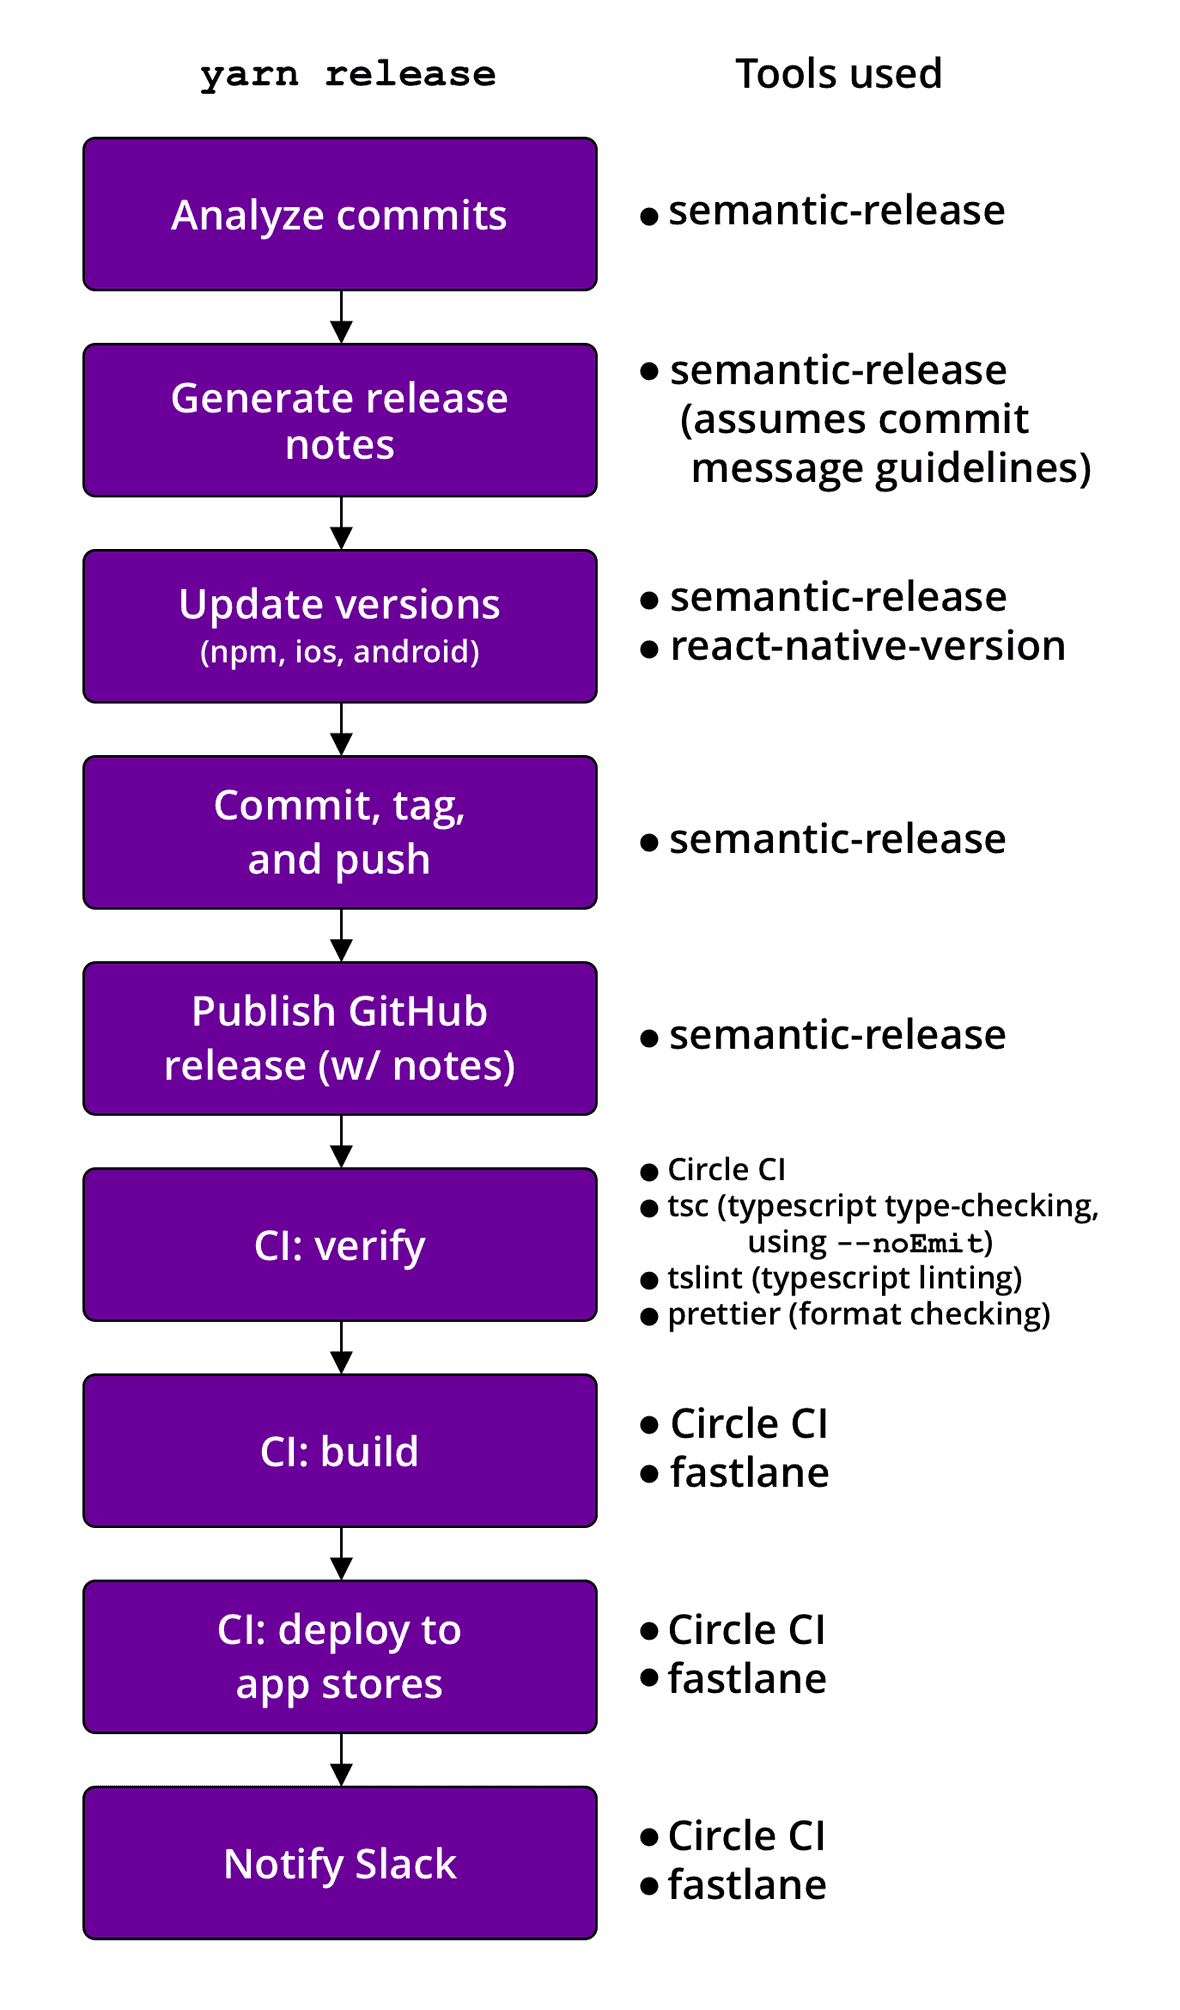 yarn release
Tools used
Analyze commits
● semantic-release
Generate release
notes
● semantic-release
(assumes commit
message guidelines)
Update versions
(npm, ios, android)
● semantic-release
● react-native-version
Commit, tag,
and push
● semantic-release
Publish GitHub
release (w/ notes)
● semantic-release
CI: verify
● Circle CI
● tsc (typescript type-checking,
using --noEmit)
● tslint (typescript linting)
● prettier (format checking)
CI: build
● Circle CI
● fastlane
CI: deploy to
app stores
● Circle CI
● fastlane
Notify Slack
● Circle CI
● fastlane